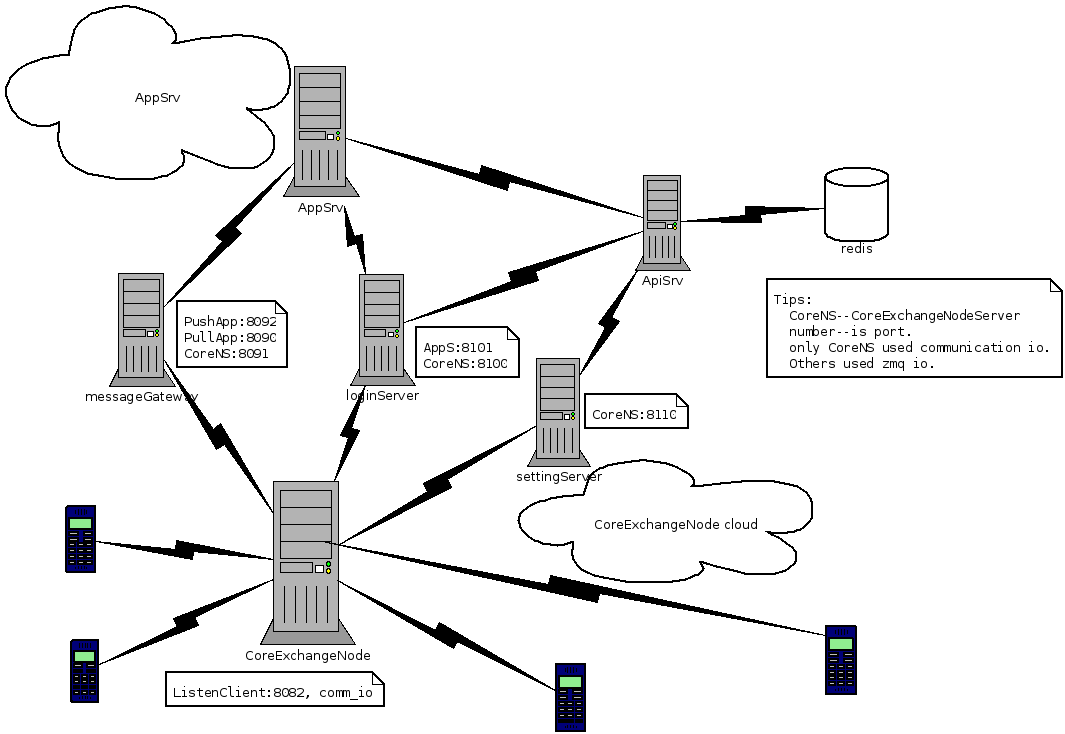 AppSrv
AppSrv
redis
ApiSrv
Tips:
CoreNS--CoreExchangeNodeServer
number--is port.
only CoreNS used communication io.
Others used zmq io.
PushApp:8092
PullApp:8090
CoreNS:8091
AppS:8101
CoreNS:8100
messageGateway
loginServer
CoreNS:8110
settingServer
CoreExchangeNode cloud
CoreExchangeNode
ListenClient:8082, comm_io